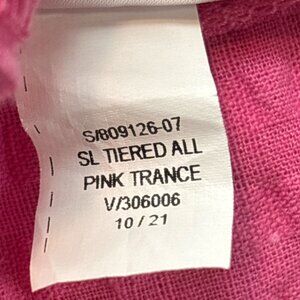 S/809126-07
SL TIERED ALL
PINK TRANCE
V/306006
10/21